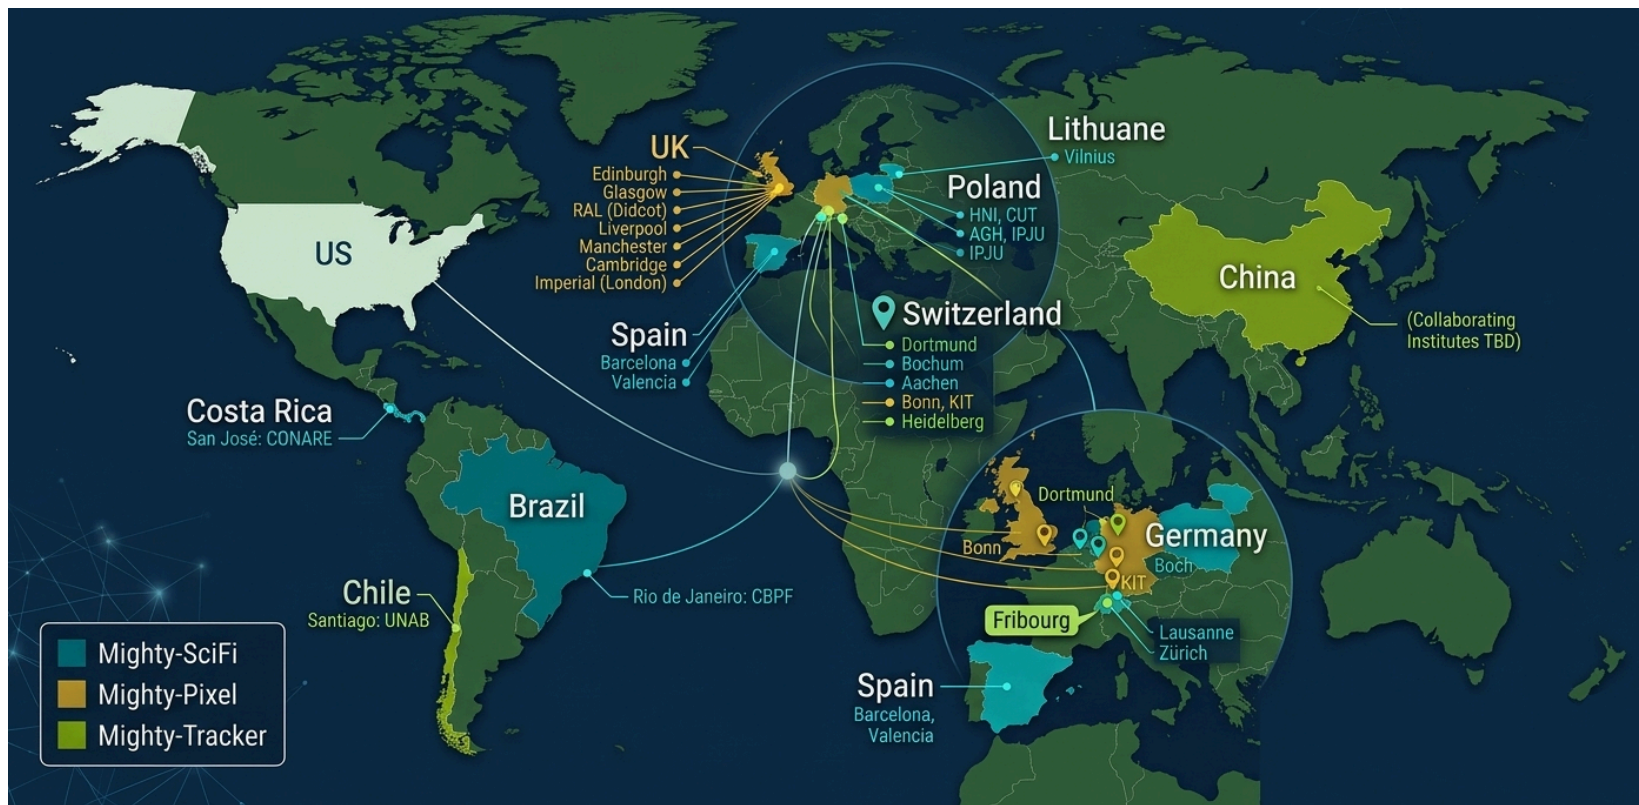 UK
Edinburgh
Glasgow
RAL (Didcot)
Liverpool
Manchester
Cambridge
Imperial (London)
Lithuane
Vilnius
Poland
HNI, CUT
AGH, IPJU
IPJU
US
China
(Collaborating
Institutes TBD)
Spain
Barcelona
Valencia
Switzerland
Dortmund
Bochum
Aachen
Bonn, KIT
Heidelberg
Costa Rica
San José: CONARE
Brazil
Rio de Janeiro: CBPF
Chile
Santiago: UNAB
Dortmund
Germany
Bonn
Boch
KIT
Fribourg
Lausanne
Zürich
Spain
Barcelona,
Valencia
Mighty-SciFi
Mighty-Pixel
Mighty-Tracker